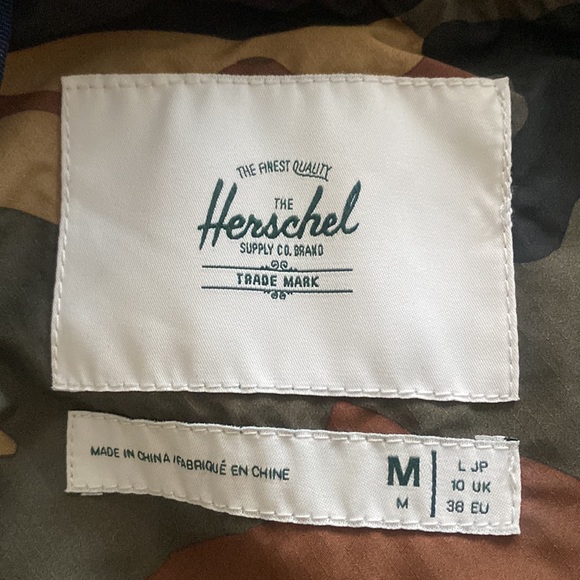 THE FINEST QUALITY
THE
Herschel
SUPPLY CO. BRAND
TRADE MARK
MADE IN CHINA/FABRIQUÉ EN CHINE
M
M
L JP
10 UK
38 EU